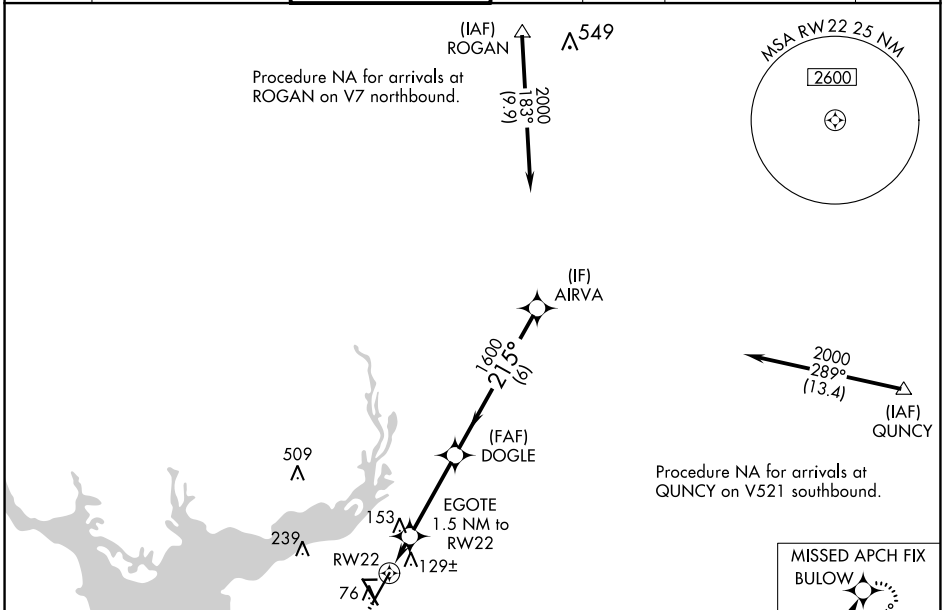 (IAF)
ROGAN
549
MSA RW22 25 NM
2600
Procedure NA for arrivals at
ROGAN on V7 northbound.
2000
183°
(9.9)
(IF)
AIRVA
1600
215°
(6)
2000
289°
(13.4)
(IAF)
QUNCY
(FAF)
DOGLE
509
Procedure NA for arrivals at
QUNCY on V521 southbound.
EGOTE
1.5 NM to
RW22
153
239
RW22
129±
76
MISSED APCH FIX
BULOW